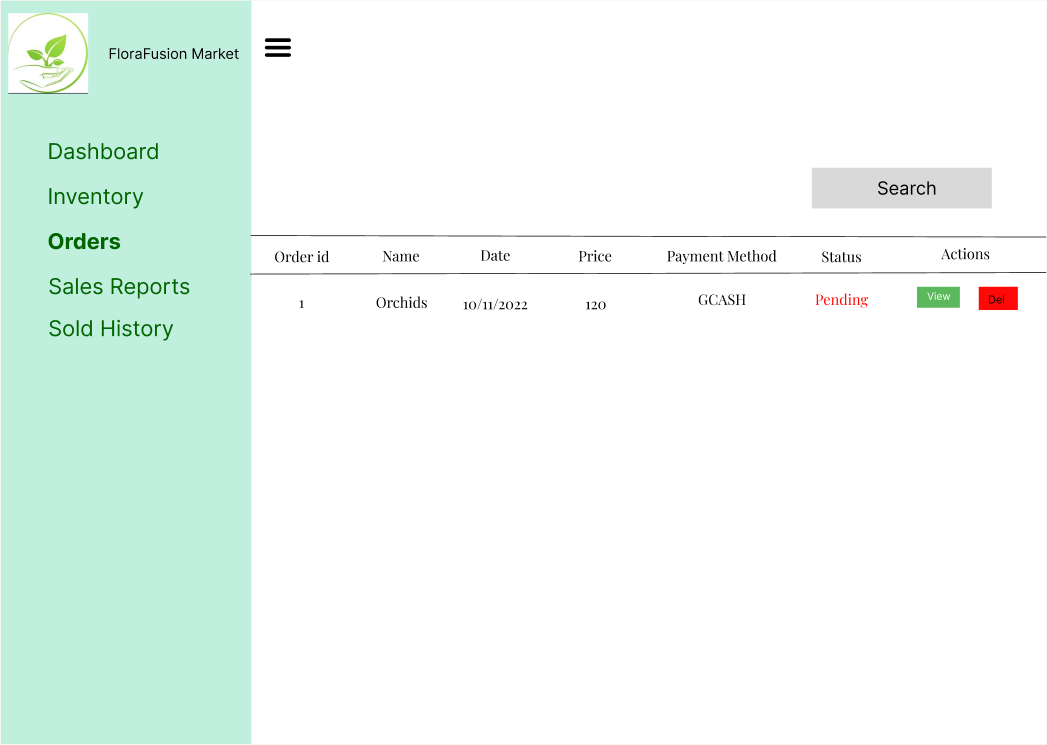 FloraFusion Market
Dashboard
Inventory
Orders
Sales Reports
Sold History
Search
Order id Name Date Price Payment Method Status Actions
1 Orchids 10/11/2022 120 GCASH Pending View Del